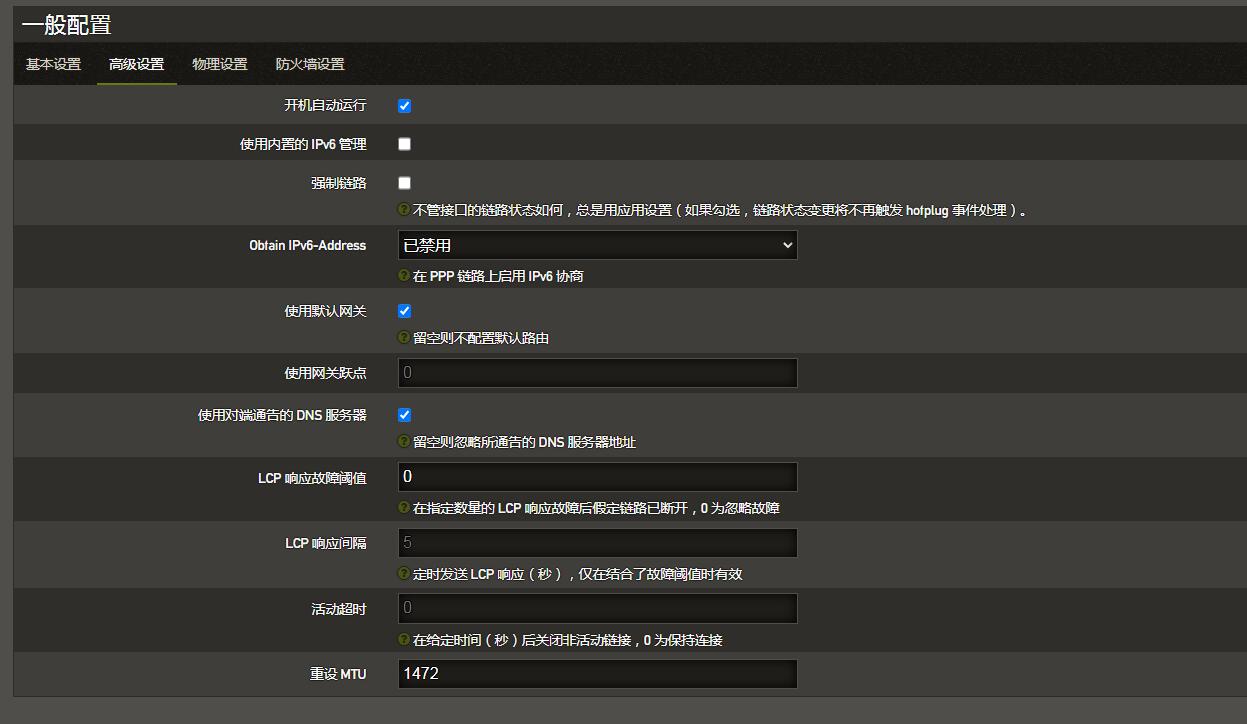 一般配置
基本设置 高级设置 物理设置 防火墙设置
开机自动运行
使用内置的 IPv6 管理
强制链路
不管接口的链路状态如何，总是用应用设置（如果勾选，链路状态变更将不再触发 hotplug 事件处理）。
Obtain IPv6-Address 已禁用
在 PPP 链路上启用 IPv6 协商
使用默认网关
留空则不配置默认路由
使用网关跃点 0
使用对端通告的 DNS 服务器
留空则忽略所通告的 DNS 服务器地址
LCP 响应故障阈值 0
在指定数量的 LCP 响应故障后假定链路已断开，0 为忽略故障
LCP 响应间隔 5
定时发送 LCP 响应（秒），仅在结合了故障阈值时有效
活动超时 0
在给定时间（秒）后关闭非活动链接，0 为保持连接
重设 MTU 1472